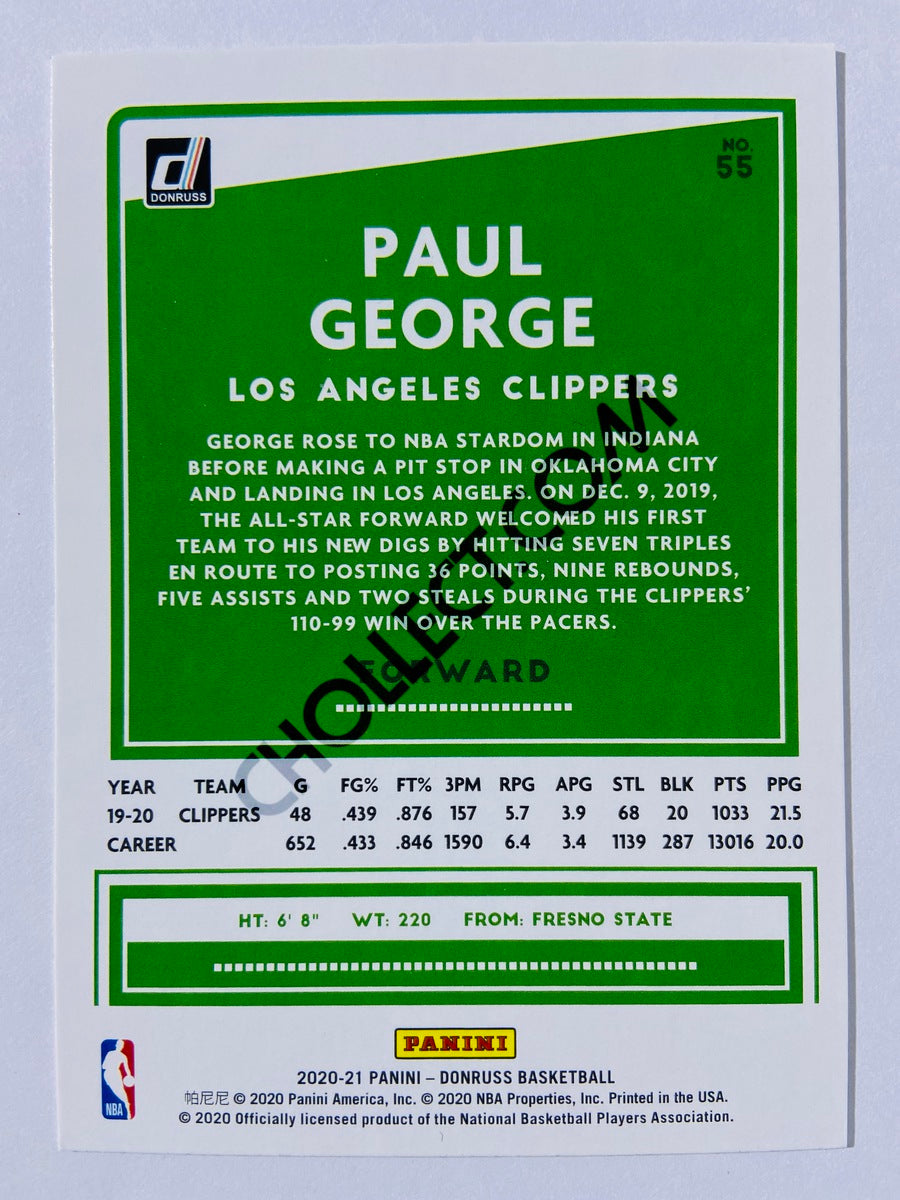 DONRUSS
NO.
55
PAUL
GEORGE
LOS ANGELES CLIPPERS
GEORGE ROSE TO NBA STARDOM IN INDIANA
BEFORE MAKING A PIT STOP IN OKLAHOMA CITY
AND LANDING IN LOS ANGELES. ON DEC. 9, 2019,
THE ALL-STAR FORWARD WELCOMED HIS FIRST
TEAM TO HIS NEW DIGS BY HITTING SEVEN TRIPLES
EN ROUTE TO POSTING 36 POINTS, NINE REBOUNDS,
FIVE ASSISTS AND TWO STEALS DURING THE CLIPPERS'
110-99 WIN OVER THE PACERS.
FORWARD
CHOLLECT.COM
YEAR TEAM G FG% FT% 3PM RPG APG STL BLK PTS PPG
19-20 CLIPPERS 48 .439 .876 157 5.7 3.9 68 20 1033 21.5
CAREER 652 .433 .846 1590 6.4 3.4 1139 287 13016 20.0
HT: 6' 8" WT: 220 FROM: FRESNO STATE
PANINI
NBA
2020-21 PANINI – DONRUSS BASKETBALL
帕尼尼 © 2020 Panini America, Inc. © 2020 NBA Properties, Inc. Printed in the USA.
© 2020 Officially licensed product of the National Basketball Players Association.